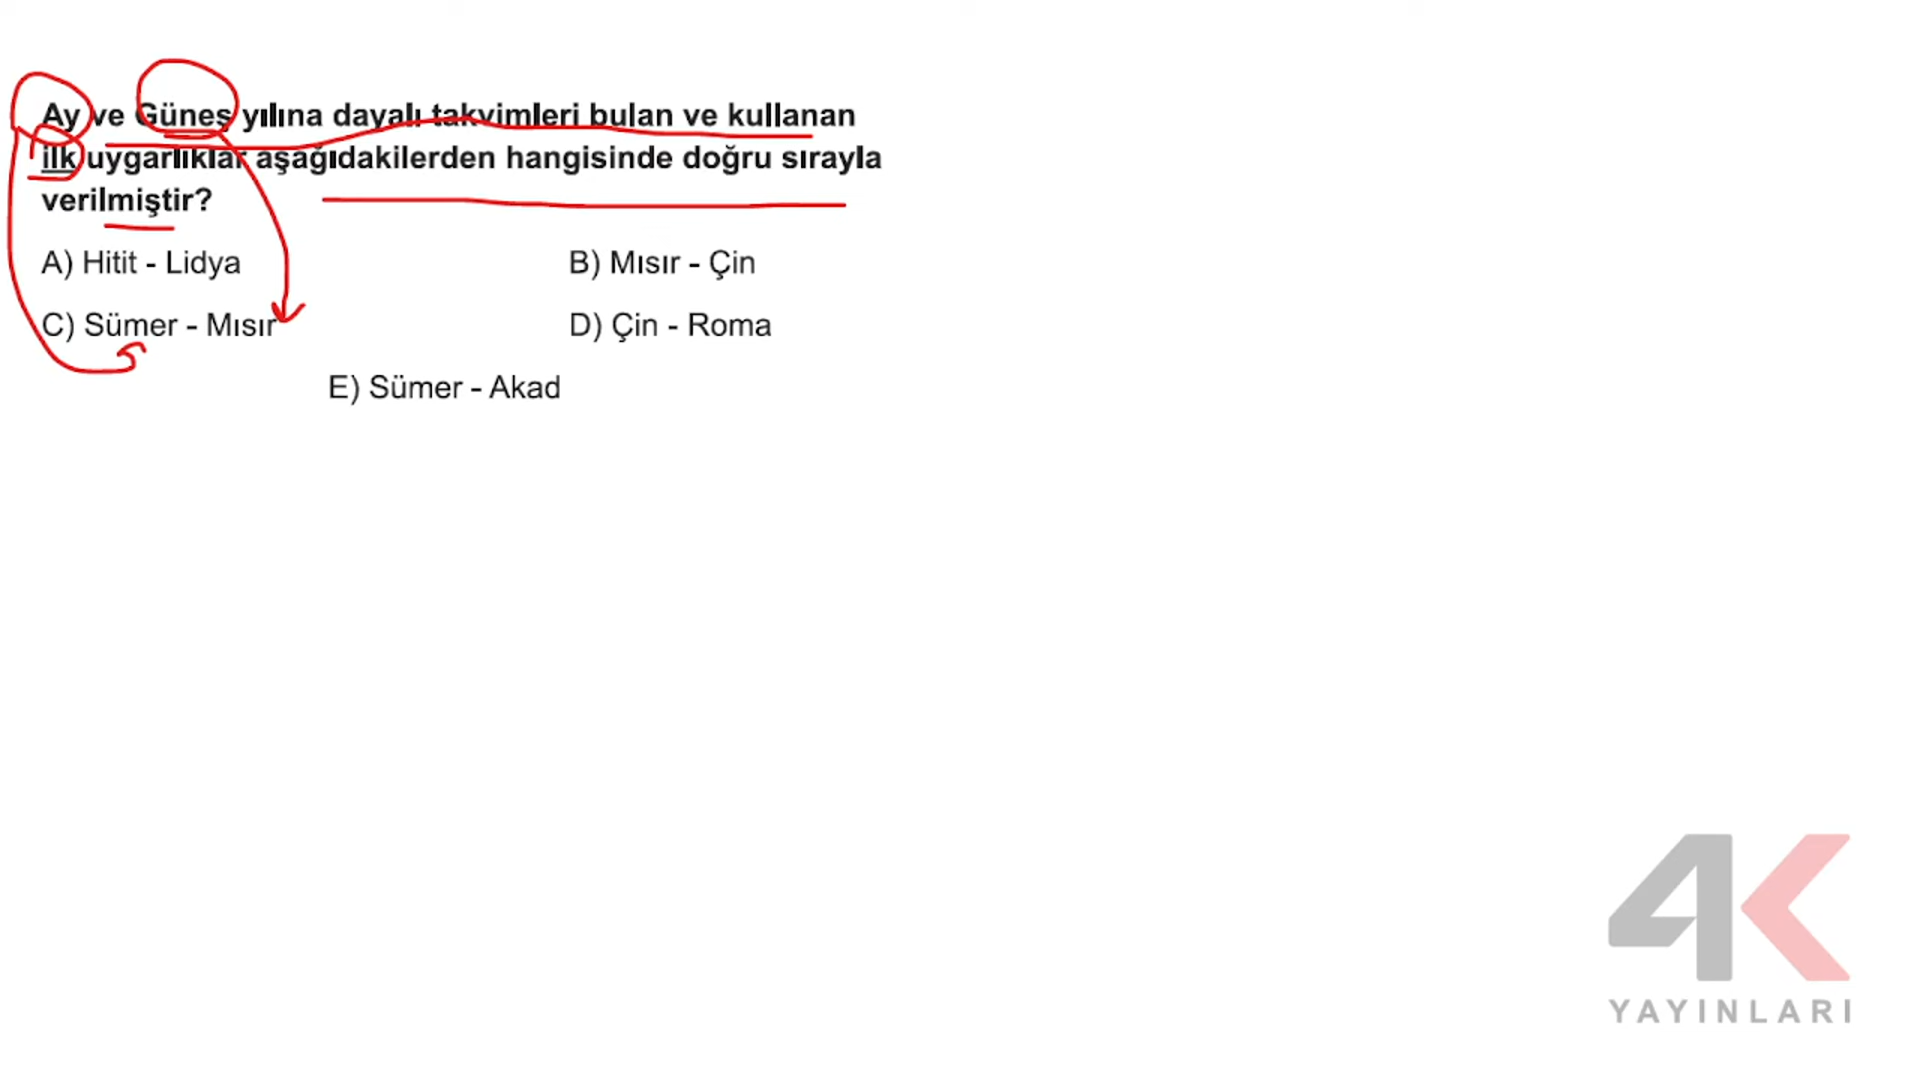 Ay ve Güneş yılına dayalı takvimleri bulan ve kullanan
ilk uygarlıklar aşağıdakilerden hangisinde doğru sırayla
verilmiştir?
A) Hitit - Lidya
B) Mısır - Çin
C) Sümer - Mısır
D) Çin - Roma
E) Sümer - Akad
4K
YAYINLARI